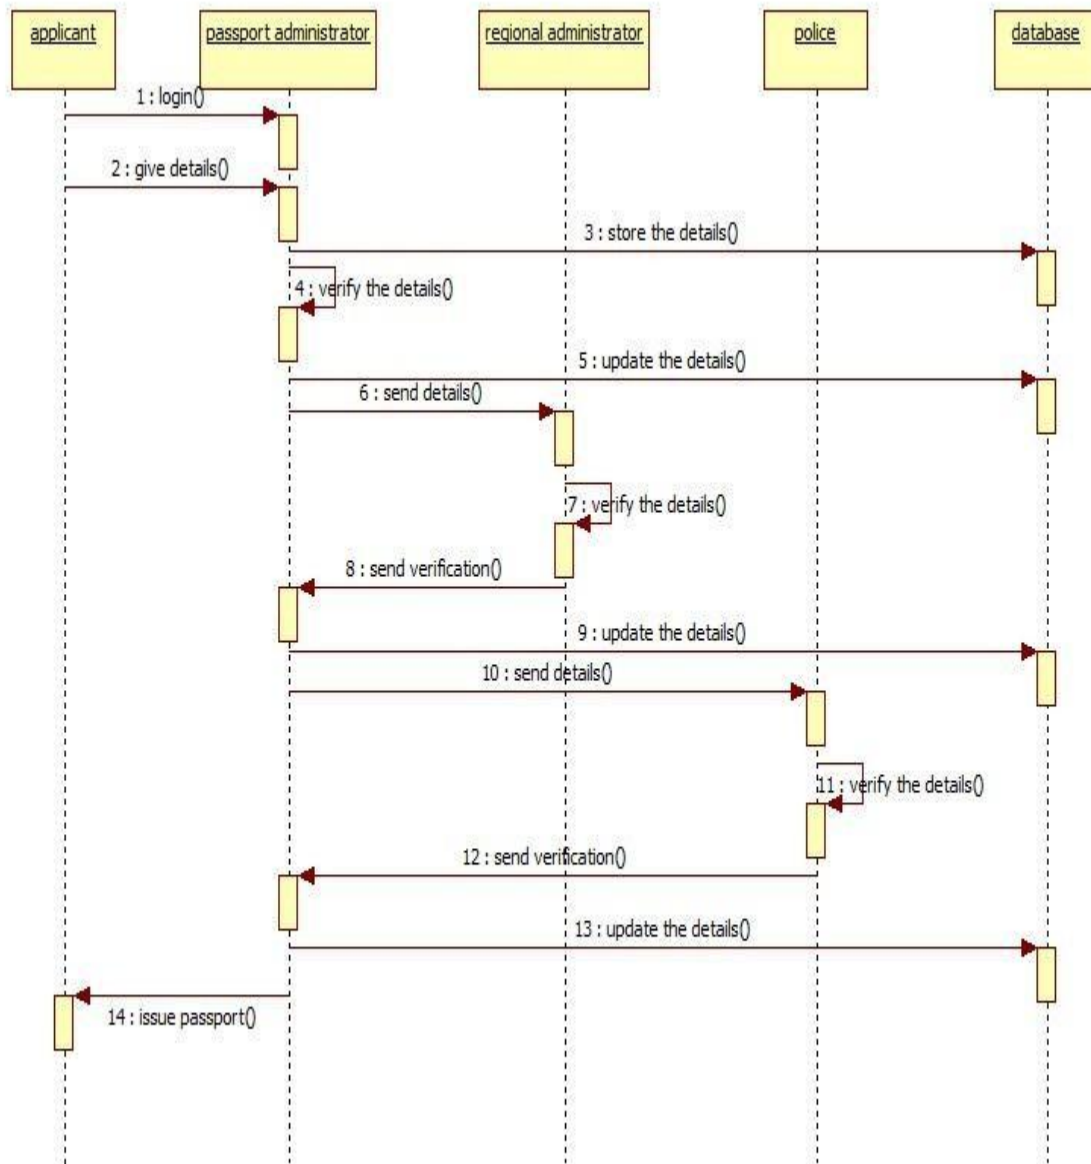 applicant
passport administrator
regional administrator
police
database
1 : login()
2 : give details()
3 : store the details()
4 : verify the details()
5 : update the details()
6 : send details()
7 : verify the details()
8 : send verification()
9 : update the details()
10 : send details()
11 : verify the details()
12 : send verification()
13 : update the details()
14 : issue passport()